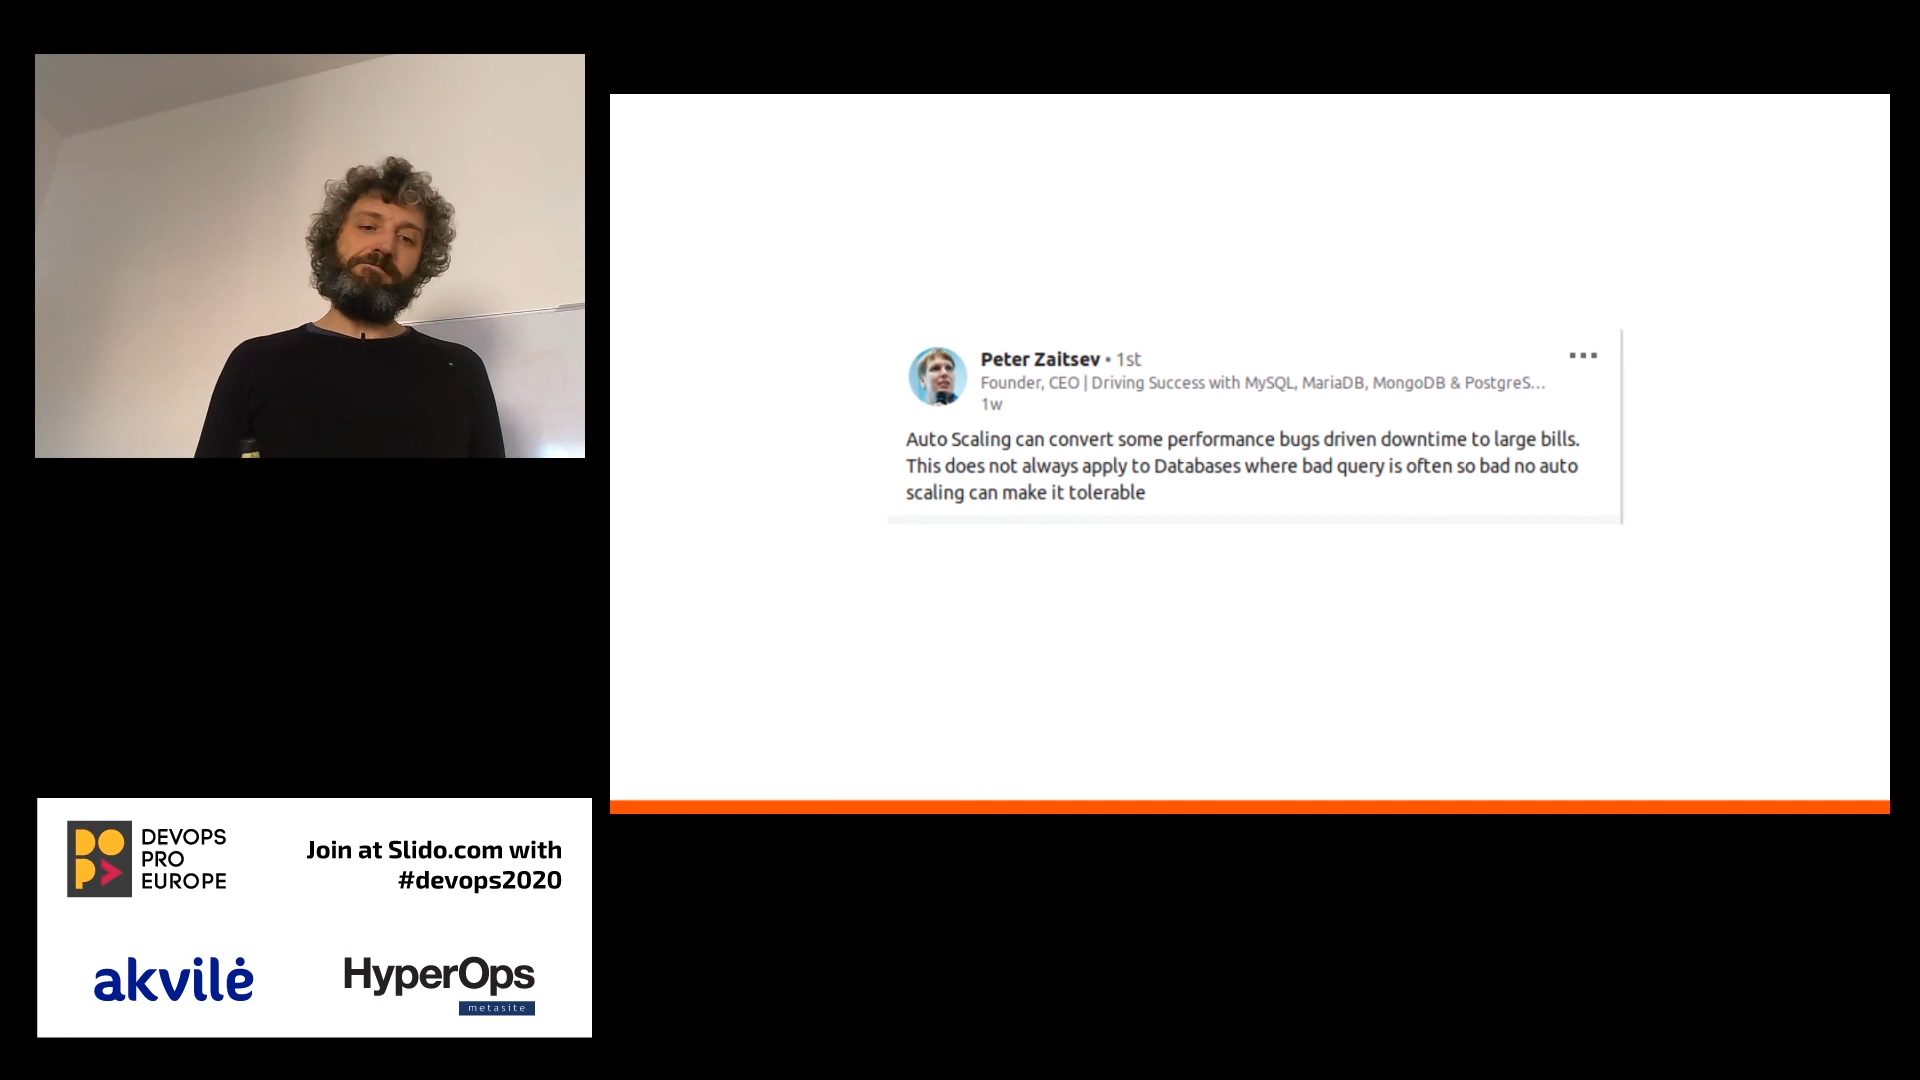 Peter Zaitsev • 1st
Founder, CEO | Driving Success with MySQL, MariaDB, MongoDB & PostgreS...
1w
Auto Scaling can convert some performance bugs driven downtime to large bills.
This does not always apply to Databases where bad query is often so bad no auto
scaling can make it tolerable
DEVOPS
PRO
EUROPE
Join at Slido.com with
#devops2020
akvilė
HyperOps
metasite